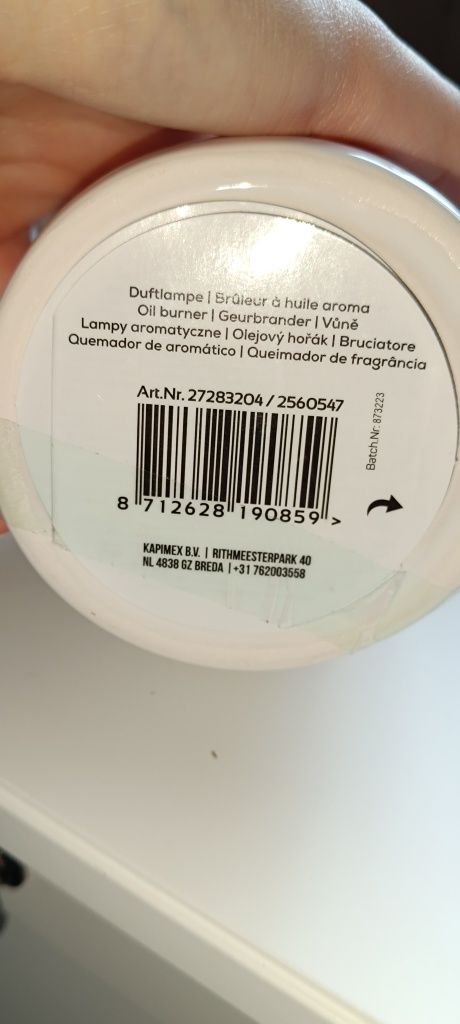 Duftlampe | Brûleur à huile aroma
Oil burner | Geurbrander | Vůně
Lampy aromatyczne | Olejový hořák | Bruciatore
Quemador de aromático | Queimador de fragrância
Art.Nr. 27283204 / 2560547
Batch.Nr: 873223
8 712628 190859 >
KAPIMEX B.V. | RITHMEESTERPARK 40
NL 4838 GZ BREDA | +31 762003558